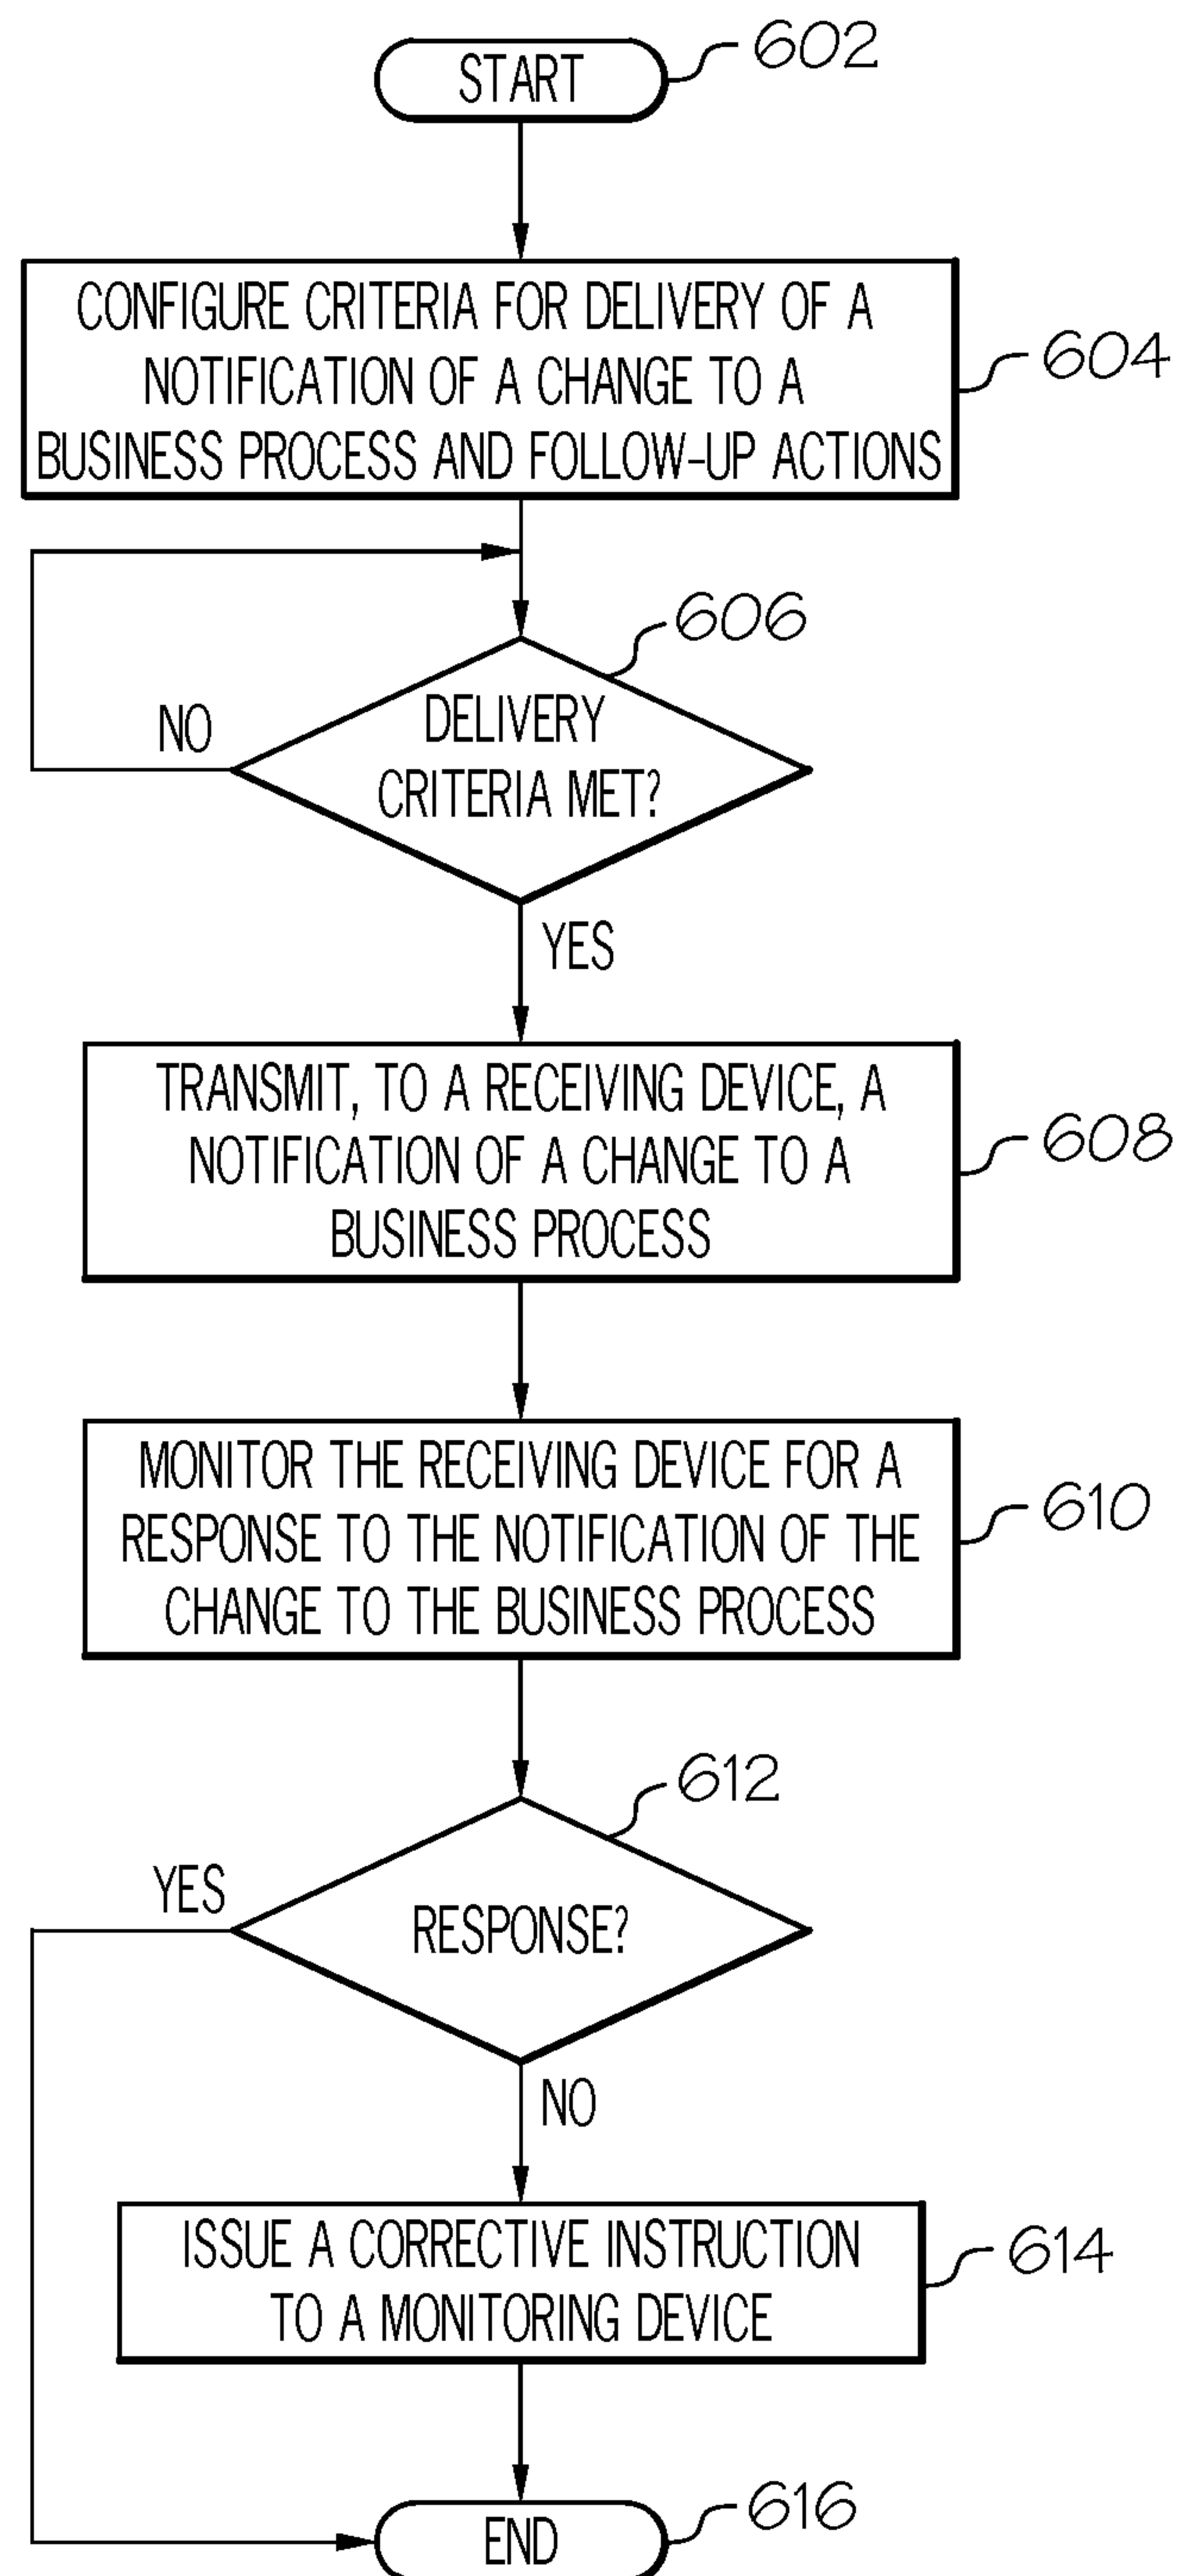 START
602
CONFIGURE CRITERIA FOR DELIVERY OF A
NOTIFICATION OF A CHANGE TO A
BUSINESS PROCESS AND FOLLOW-UP ACTIONS
604
606
DELIVERY
CRITERIA MET?
NO
YES
TRANSMIT, TO A RECEIVING DEVICE, A
NOTIFICATION OF A CHANGE TO A
BUSINESS PROCESS
608
MONITOR THE RECEIVING DEVICE FOR A
RESPONSE TO THE NOTIFICATION OF THE
CHANGE TO THE BUSINESS PROCESS
610
612
RESPONSE?
YES
NO
ISSUE A CORRECTIVE INSTRUCTION
TO A MONITORING DEVICE
614
END
616